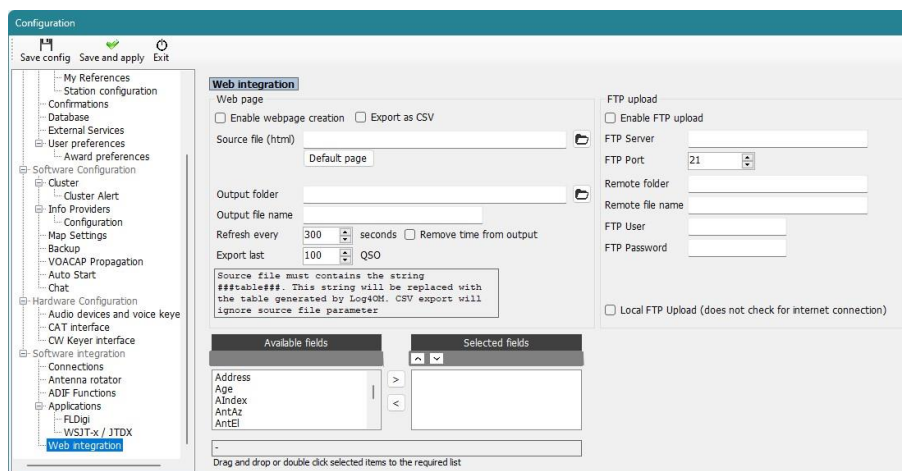 Configuration
Save config Save and apply Exit
My References
Station configuration
Confirmations
Database
External Services
User preferences
Award preferences
Software Configuration
Cluster
Cluster Alert
Info Providers
Configuration
Map Settings
Backup
VOACAP Propagation
Auto Start
Chat
Hardware Configuration
Audio devices and voice keye
CAT interface
CW Keyer interface
Software integration
Connections
Antenna rotator
ADIF Functions
Applications
FLDigi
WSJT-x / JTDX
Web integration
Web integration
Web page
Enable webpage creation Export as CSV
Source file (html)
Default page
Output folder
Output file name
Refresh every 300 seconds Remove time from output
Export last 100 QSO
Source file must contains the string
###table###. This string will be replaced with
the table generated by Log4OM. CSV export will
ignore source file parameter
Available fields
Address
Age
AIndex
AntAz
AntEl
>
<
Selected fields
-
Drag and drop or double click selected items to the required list
FTP upload
Enable FTP upload
FTP Server
FTP Port 21
Remote folder
Remote file name
FTP User
FTP Password
Local FTP Upload (does not check for internet connection)